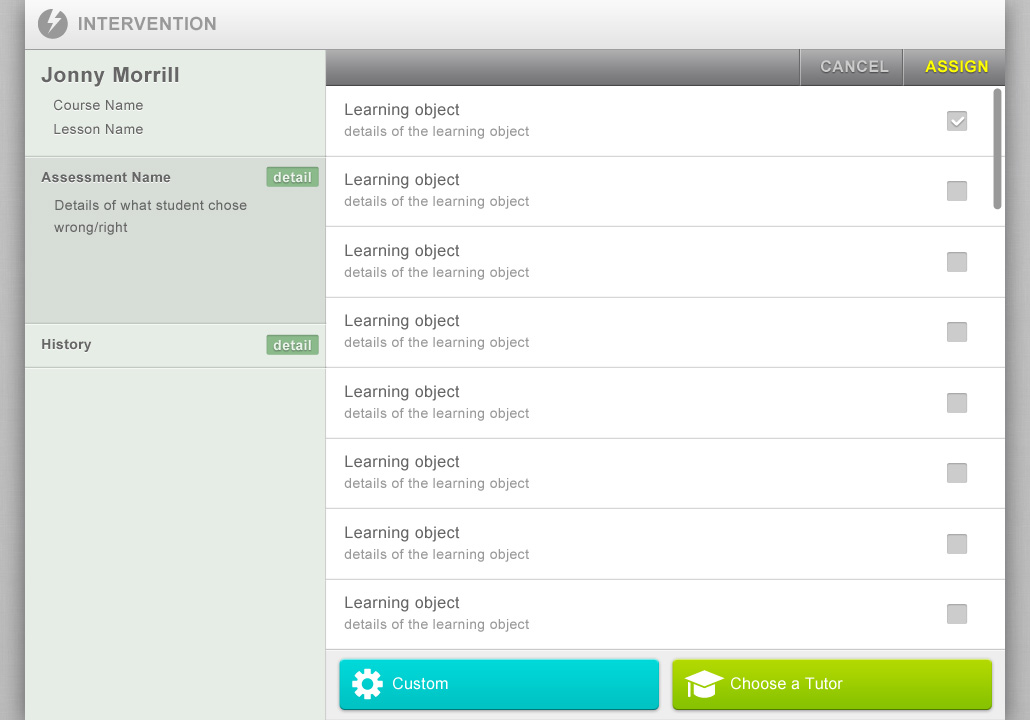 INTERVENTION
Jonny Morrill
Course Name
Lesson Name
Assessment Name
detail
Details of what student chose
wrong/right
History
detail
CANCEL
ASSIGN
Learning object
details of the learning object
Learning object
details of the learning object
Learning object
details of the learning object
Learning object
details of the learning object
Learning object
details of the learning object
Learning object
details of the learning object
Learning object
details of the learning object
Learning object
details of the learning object
Custom
Choose a Tutor